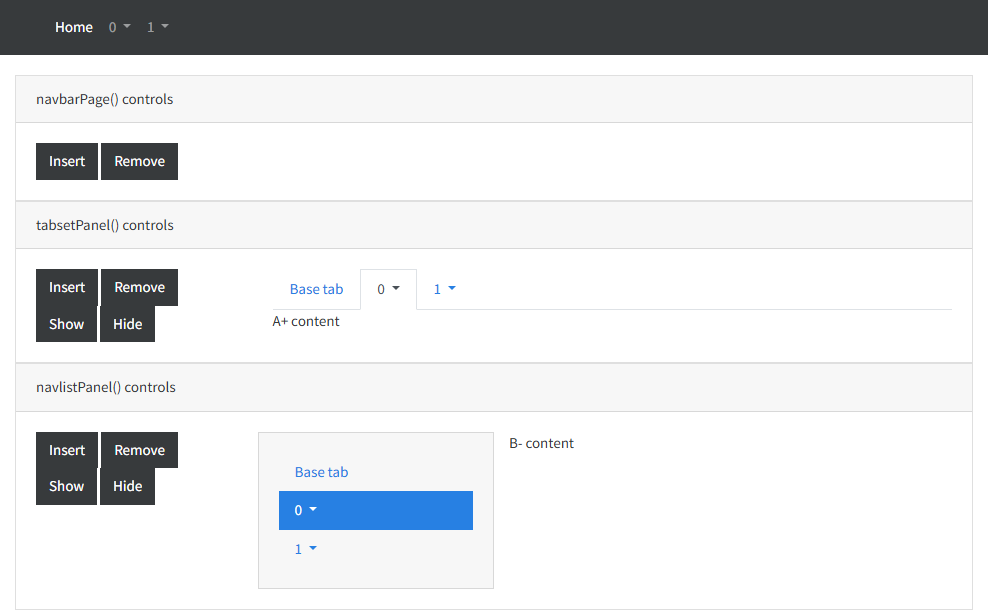 Home 0 1
navbarPage() controls
Insert Remove
tabsetPanel() controls
Insert Remove
Show Hide
Base tab 0 1
A+ content
navlistPanel() controls
Insert Remove
Show Hide
Base tab
0
1
B- content